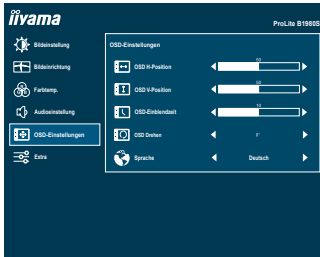 iiyama
ProLite B1980S
Bildeinstellung
OSD-Einstellungen
Bildeinrichtung
OSD H-Position
50
Farbtemp.
OSD V-Position
50
Audioeinstellung
OSD-Einblendzeit
10
OSD-Einstellungen
OSD Drehen
0°
Extra
Sprache
Deutsch